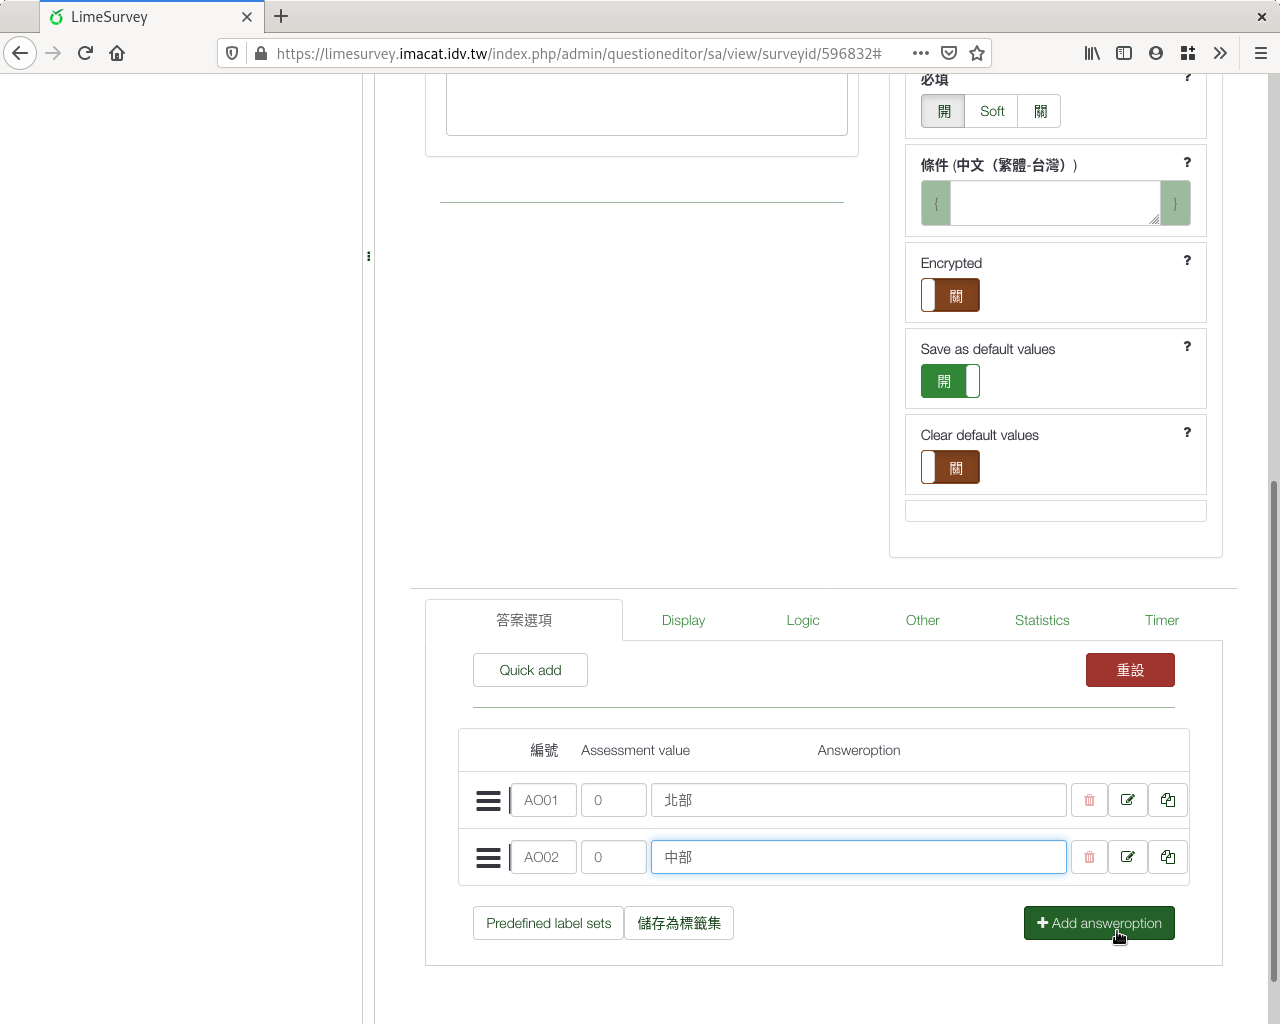 LimeSurvey
https://limesurvey.imacat.idv.tw/index.php/admin/questioneditor/sa/view/surveyid/596832#
必填 ?
開 Soft 關
條件 (中文（繁體-台灣）) ?
{ }
Encrypted ?
關
Save as default values ?
開
Clear default values ?
關
答案選項 Display Logic Other Statistics Timer
Quick add 重設
編號 Assessment value Answeroption
AO01 0 北部
AO02 0 中部
Predefined label sets 儲存為標籤集 Add answeroption